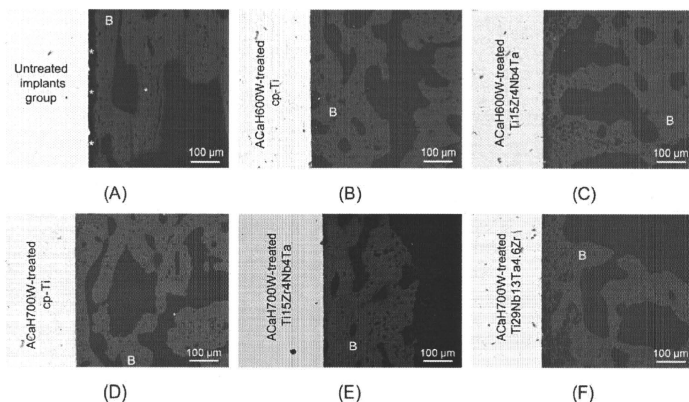 B
Untreated
implants
group
*
*
*
*
100 µm
(A)
ACaH600W-treated
cp-Ti
B
100 µm
(B)
ACaH600W-treated
Ti15Zr4Nb4Ta
B
100 µm
(C)
ACaH700W-treated
cp-Ti
B
100 µm
(D)
ACaH700W-treated
Ti15Zr4Nb4Ta
B
100 µm
(E)
ACaH700W-treated
Ti29Nb13Ta4.6Zr
B
100 µm
(F)